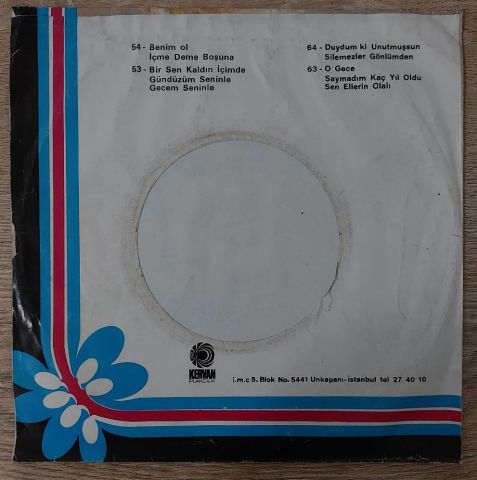 54 - Benim ol
İçme Deme Boşuna
53 - Bir Sen Kaldın İçimde
Gündüzüm Seninle
Gecem Seninle
64 - Duydum ki Unutmuşsun
Silemezler Gönlümden
63 - O Gece
Saymadım Kaç Yıl Oldu
Sen Ellerin Olalı
KERVAN
PLAKÇILIK
i.m.ç 5. Blok No. 5441 Unkapanı- istanbul tel 27 40 10